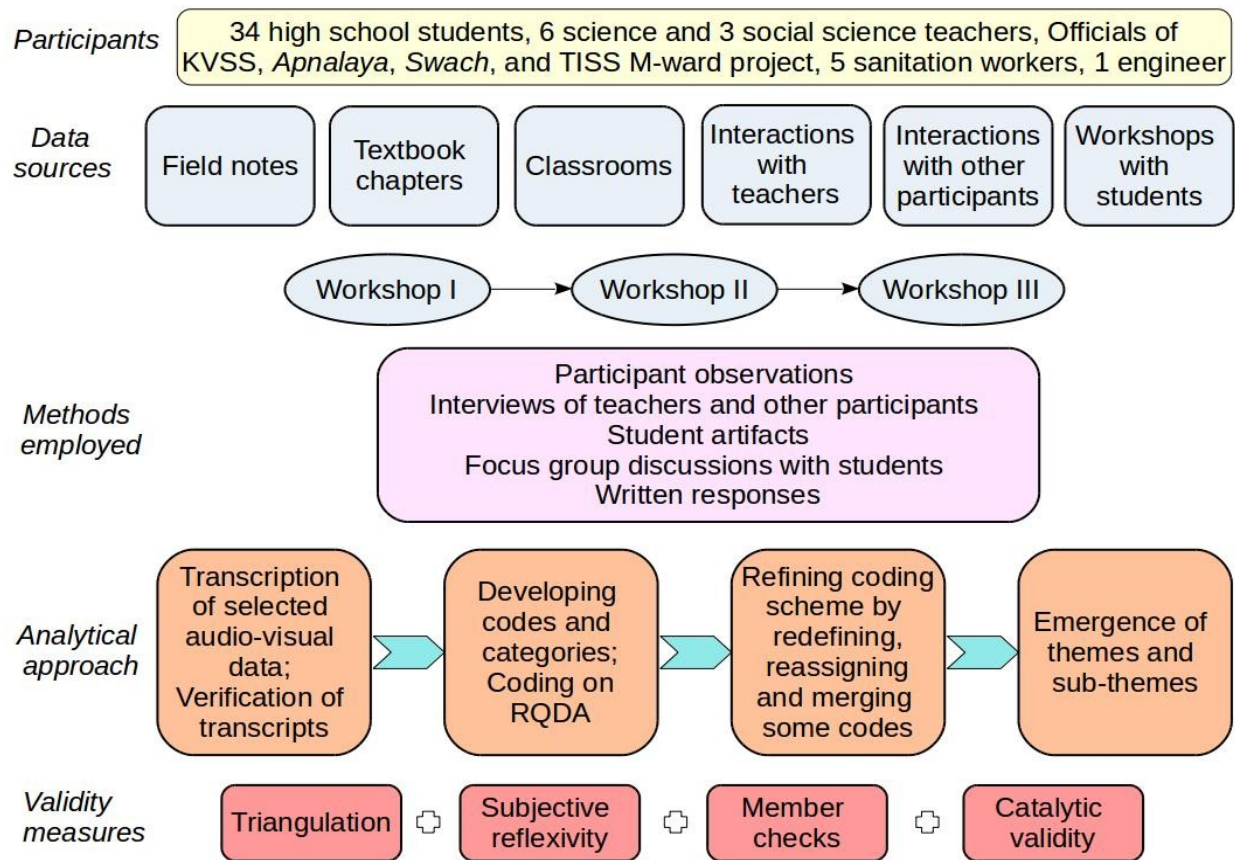 Participants
34 high school students, 6 science and 3 social science teachers, Officials of
KVSS, Apnalaya, Swach, and TISS M-ward project, 5 sanitation workers, 1 engineer
Data
sources
Field notes
Textbook
chapters
Classrooms
Interactions
with
teachers
Interactions
with other
participants
Workshops
with
students
Workshop I
Workshop II
Workshop III
Methods
employed
Participant observations
Interviews of teachers and other participants
Student artifacts
Focus group discussions with students
Written responses
Analytical
approach
Transcription
of selected
audio-visual
data;
Verification of
transcripts
Developing
codes and
categories;
Coding on
RQDA
Refining coding
scheme by
redefining,
reassigning
and merging
some codes
Emergence of
themes and
sub-themes
Validity
measures
Triangulation
Subjective
reflexivity
Member
checks
Catalytic
validity